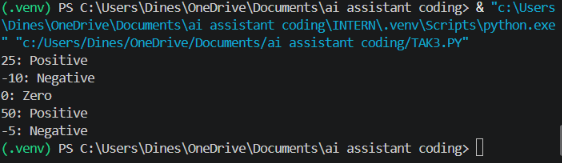 (.venv) PS C:\Users\Dines\OneDrive\Documents\ai assistant coding> & "c:\Users
\Dines\OneDrive\Documents\ai assistant coding\INTERN\.venv\Scripts\python.exe
" "c:/Users/Dines/OneDrive/Documents/ai assistant coding/TAK3.PY"
25: Positive
-10: Negative
0: Zero
50: Positive
-5: Negative
(.venv) PS C:\Users\Dines\OneDrive\Documents\ai assistant coding>